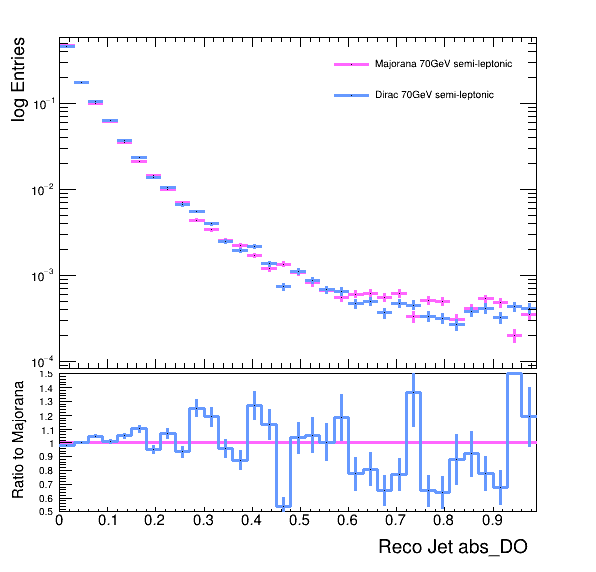 log Entries
Majorana 70GeV semi-leptonic
Dirac 70GeV semi-leptonic
10⁻¹
10⁻²
10⁻³
10⁻⁴
Ratio to Majorana
1.5
1.4
1.3
1.2
1.1
1
0.9
0.8
0.7
0.6
0.5
0 0.1 0.2 0.3 0.4 0.5 0.6 0.7 0.8 0.9
Reco Jet abs_DO